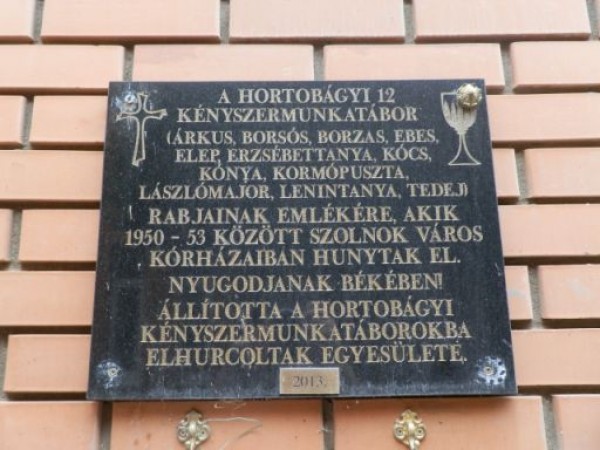 A HORTOBÁGYI 12
KÉNYSZERMUNKATÁBOR
(ÁRKUS, BORSÓS, BORZAS, EBES,
ELEP, ERZSÉBETTANYA, KÓCS,
KÓNYA, KORMÓPUSZTA,
LÁSZLÓMAJOR, LENINTANYA, TEDEJ)
RABJAINAK EMLÉKÉRE, AKIK
1950 – 53 KÖZÖTT SZOLNOK VÁROS
KÓRHÁZAIBAN HUNYTAK EL.
NYUGODJANAK BÉKÉBEN!
ÁLLÍTOTTA A HORTOBÁGYI
KÉNYSZERMUNKATÁBOROKBA
ELHURCOLTAK EGYESÜLETE.
2013.